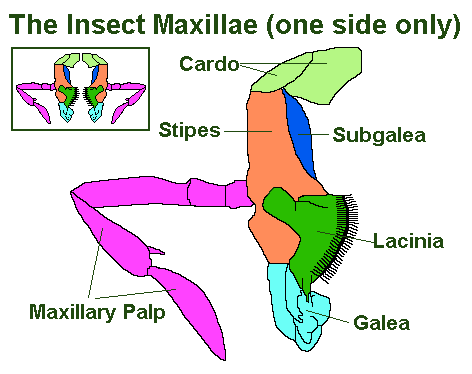 The Insect Maxillae (one side only)
Cardo
Stipes
Subgalea
Lacinia
Maxillary Palp
Galea